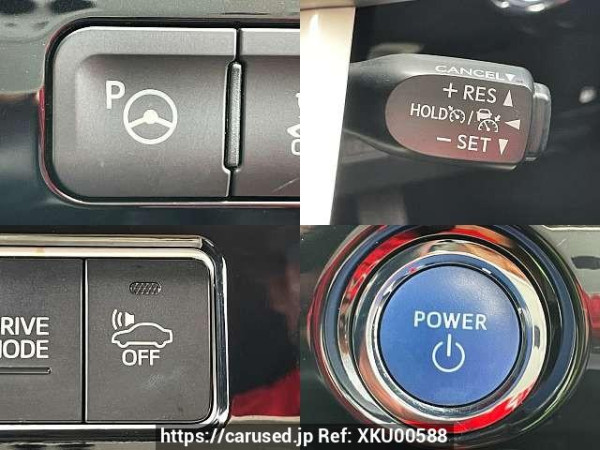 P
CANCEL
+ RES
HOLD /
− SET
RIVE
ODE
OFF
POWER
https://carused.jp Ref: XKU00588